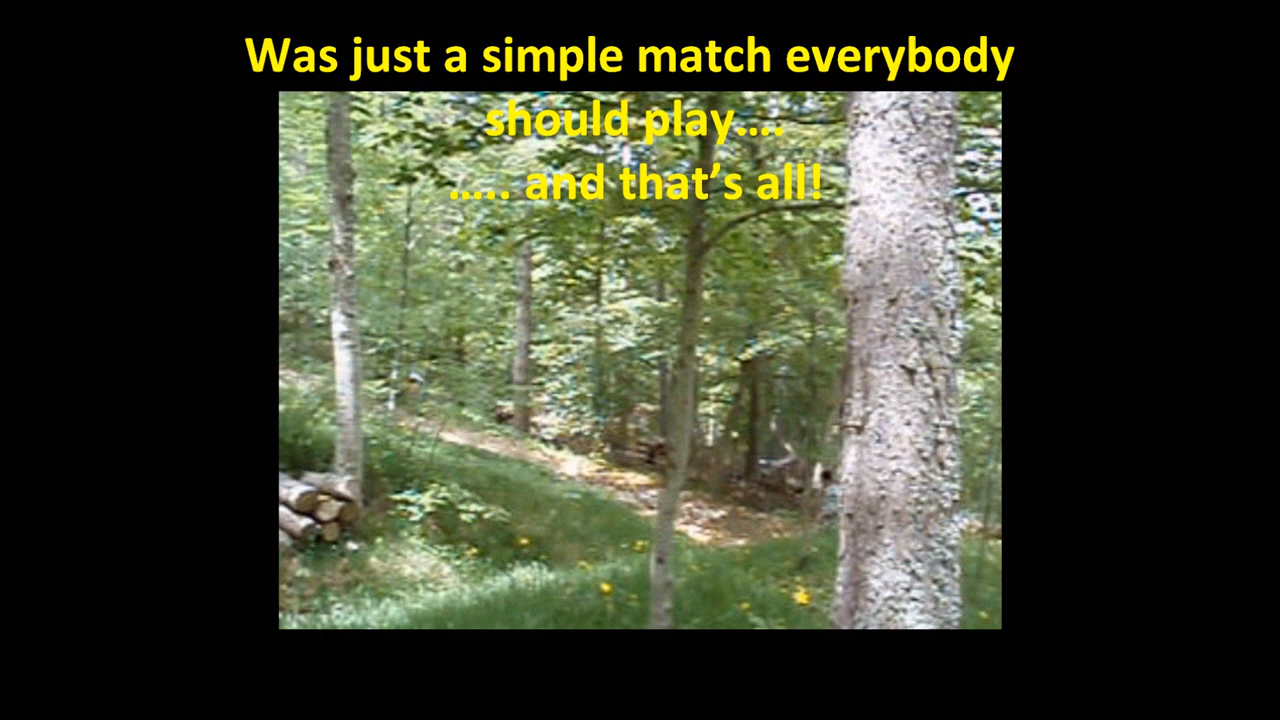 Was just a simple match everybody
should play....
..... and that’s all!